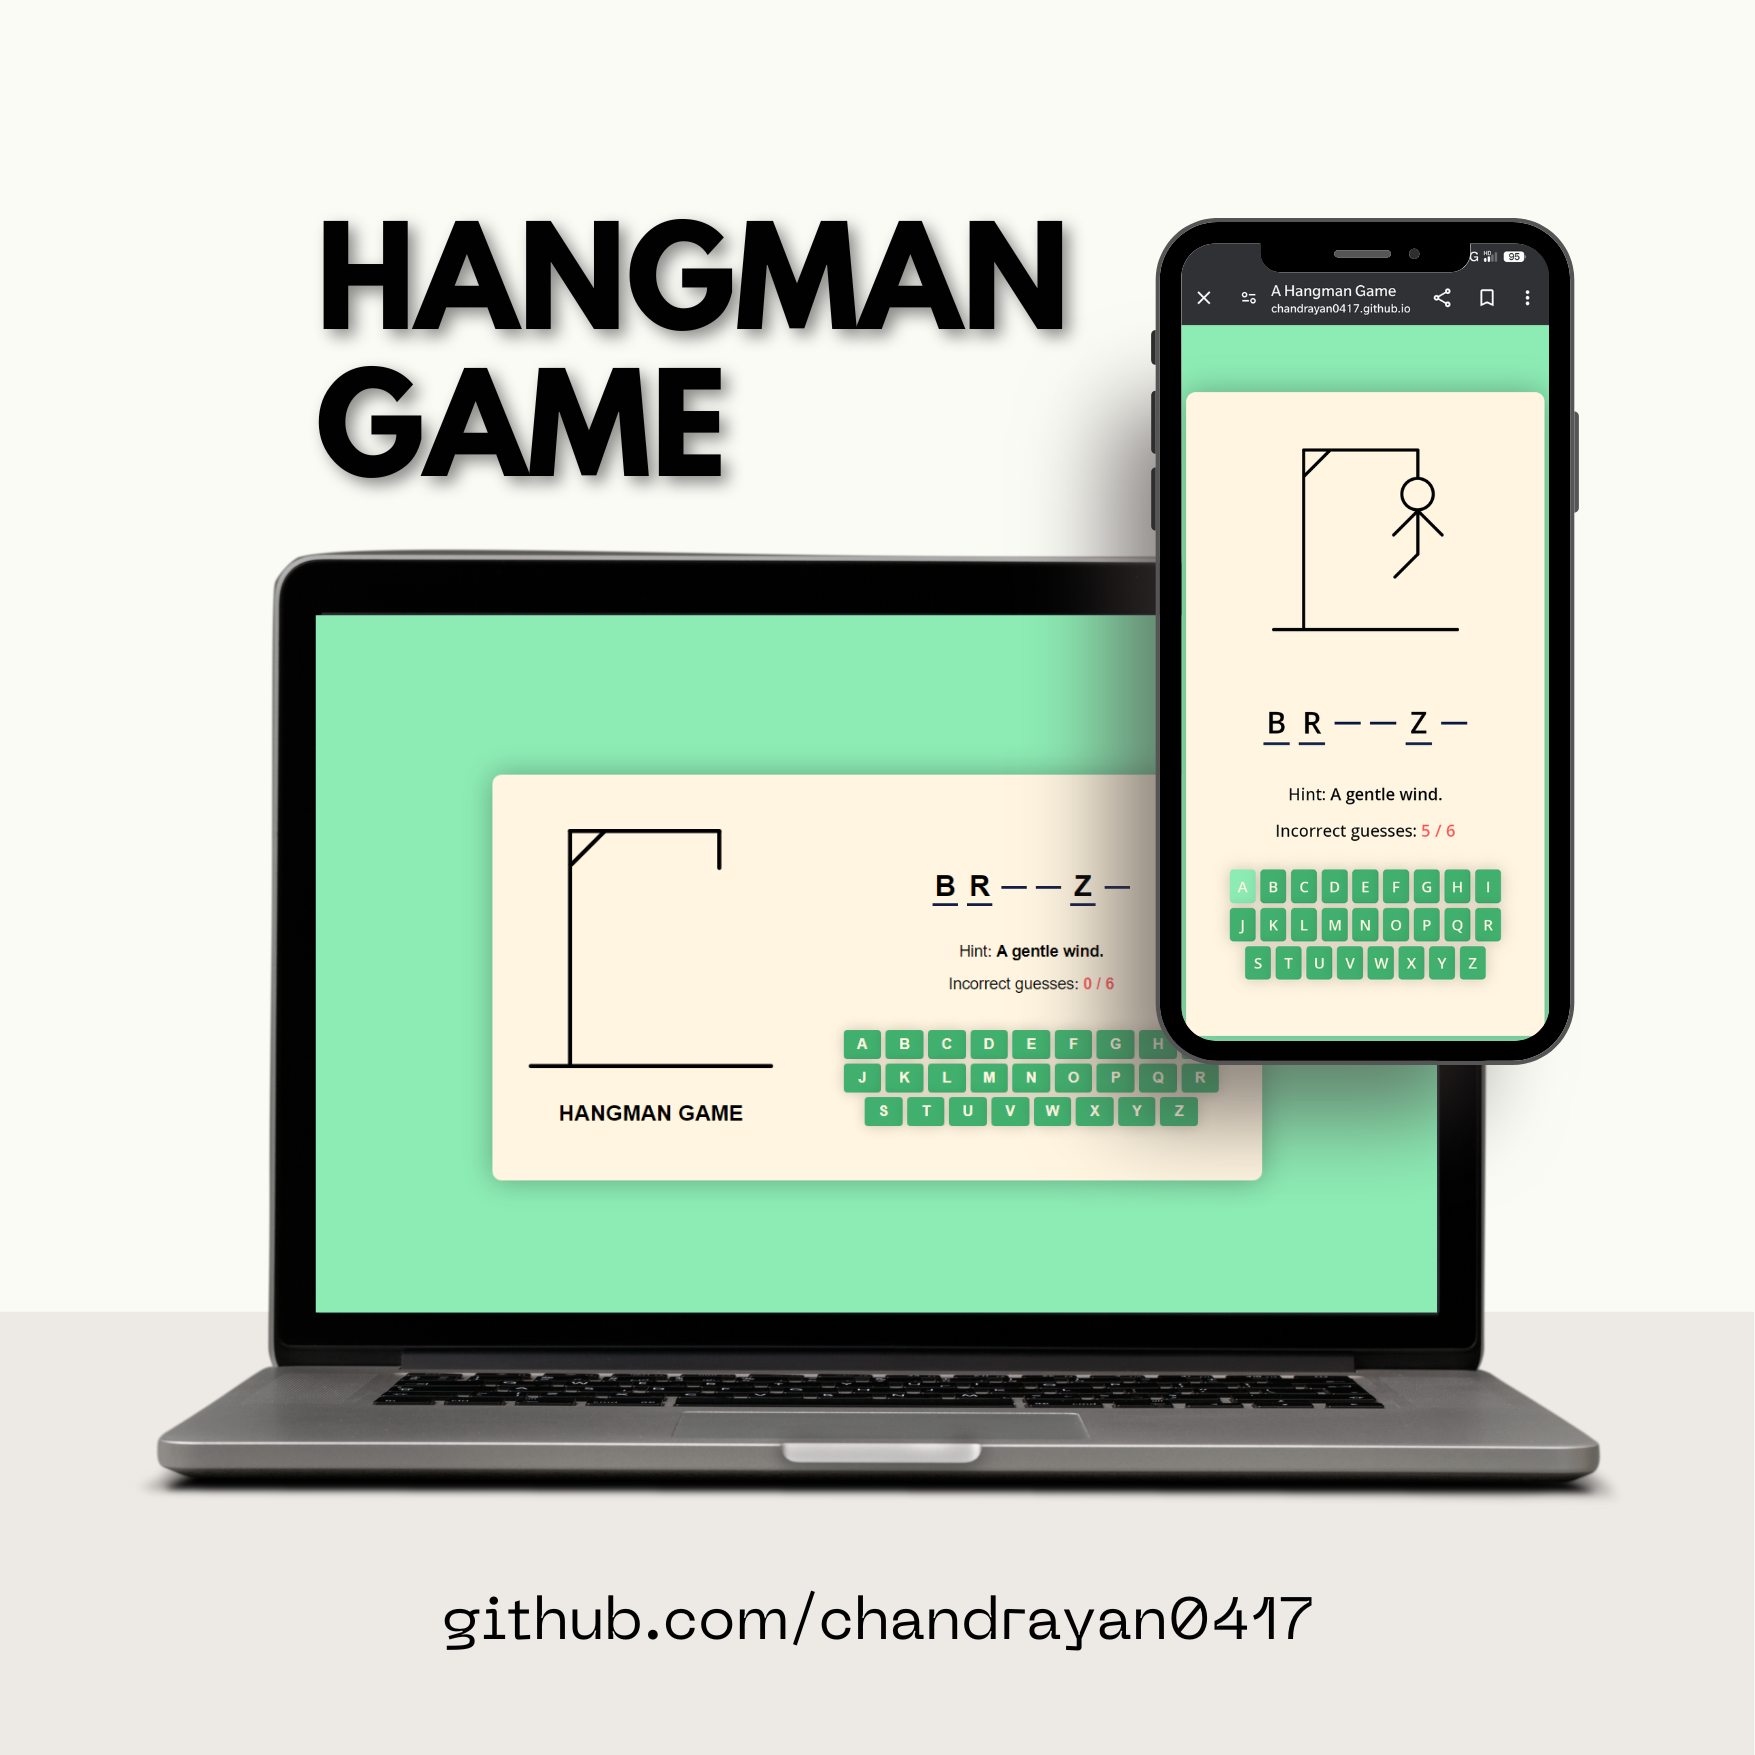 HANGMAN
GAME
G HD 95
A Hangman Game
chandrayan0417.github.io
B R — — Z —
Hint: A gentle wind.
Incorrect guesses: 5 / 6
A B C D E F G H I
J K L M N O P Q R
S T U V W X Y Z
B R — — Z —
Hint: A gentle wind.
Incorrect guesses: 0 / 6
A B C D E F G H
J K L M N O P Q R
S T U V W X Y Z
HANGMAN GAME
github.com/chandrayan0417